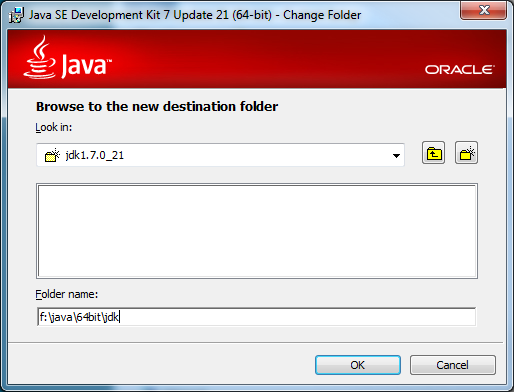 Java SE Development Kit 7 Update 21 (64-bit) - Change Folder
Java™
ORACLE®
Browse to the new destination folder
Look in:
jdk1.7.0_21
Folder name:
f:\java\64bit\jdk
OK
Cancel